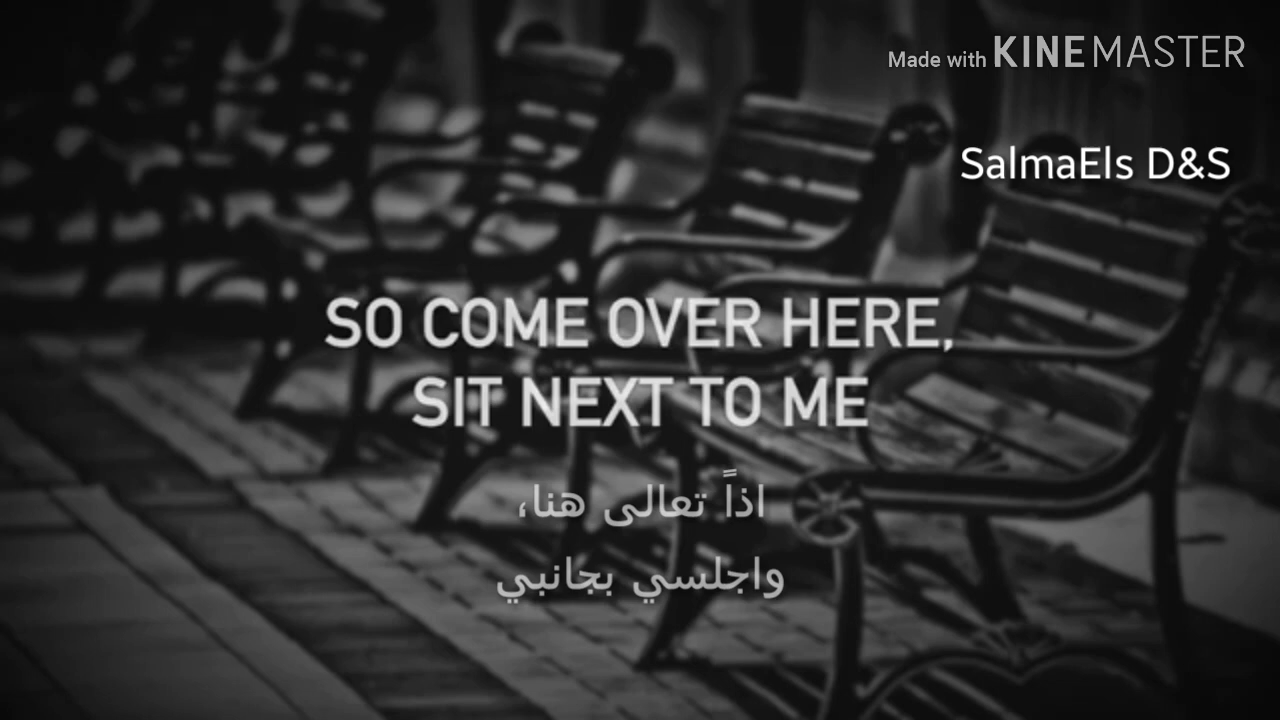 Made with KINEMASTER
SalmaEls D&S
SO COME OVER HERE,
SIT NEXT TO ME
اذاً تعالى هنا،
واجلسي بجانبي